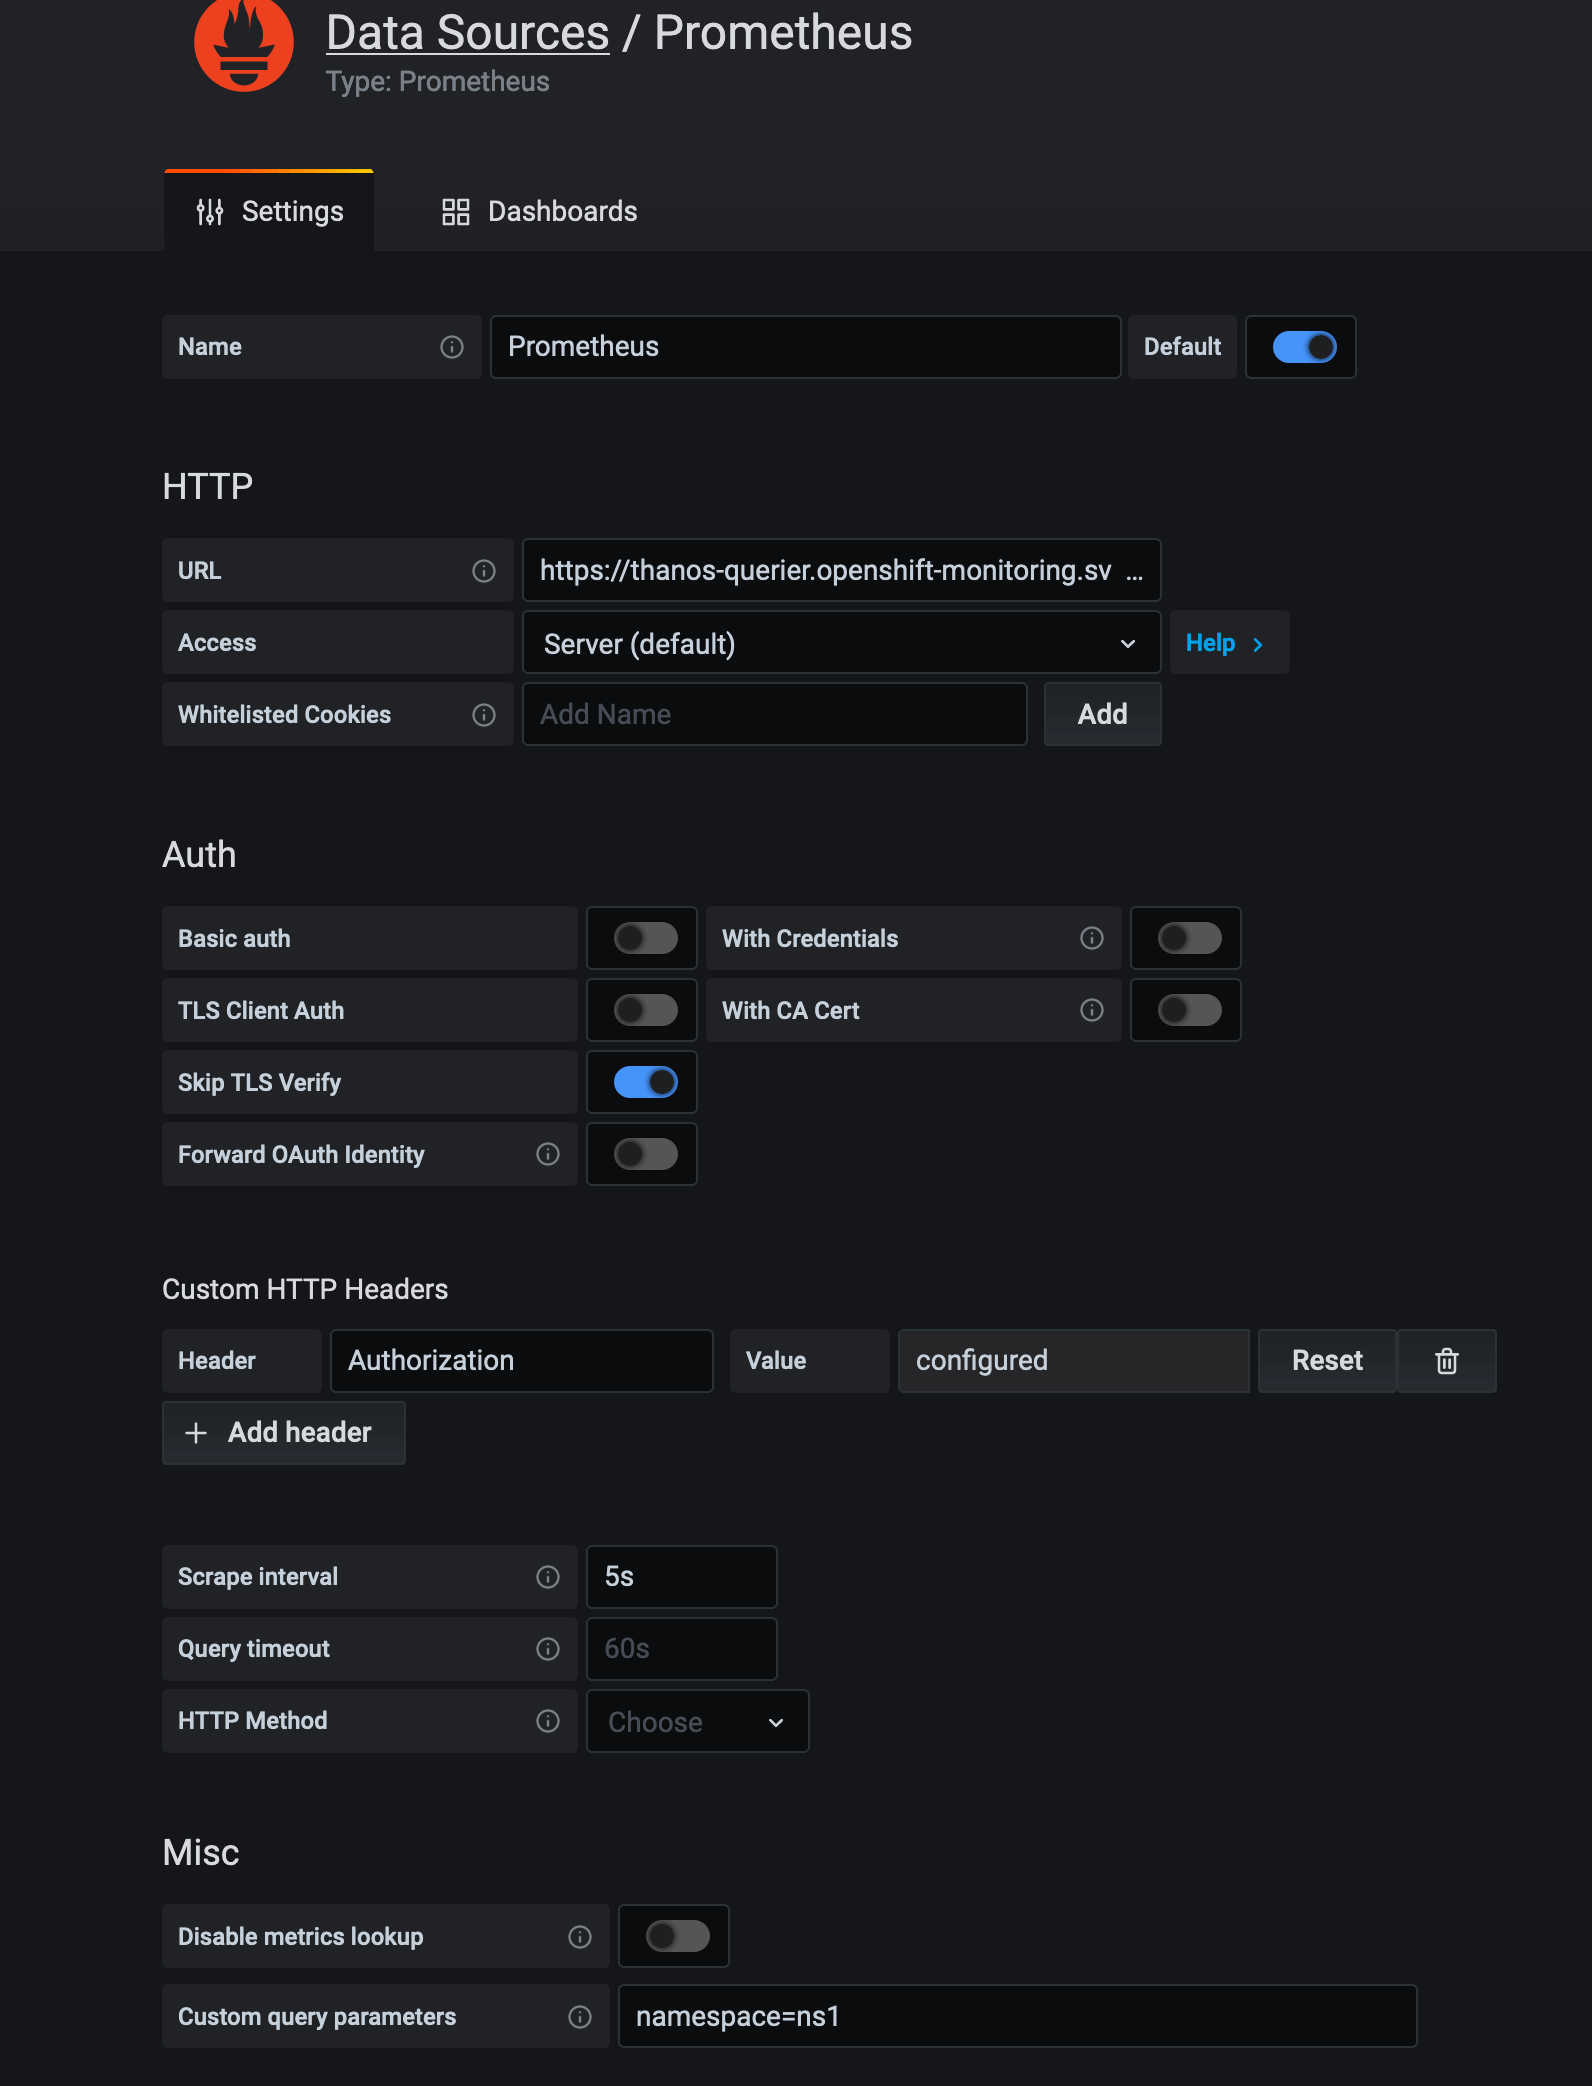 Data Sources / Prometheus
Type: Prometheus
Settings Dashboards
Name Prometheus Default
HTTP
URL https://thanos-querier.openshift-monitoring.sv ...
Access Server (default) Help
Whitelisted Cookies Add Name Add
Auth
Basic auth With Credentials
TLS Client Auth With CA Cert
Skip TLS Verify
Forward OAuth Identity
Custom HTTP Headers
Header Authorization Value configured Reset
Add header
Scrape interval 5s
Query timeout 60s
HTTP Method Choose
Misc
Disable metrics lookup
Custom query parameters namespace=ns1